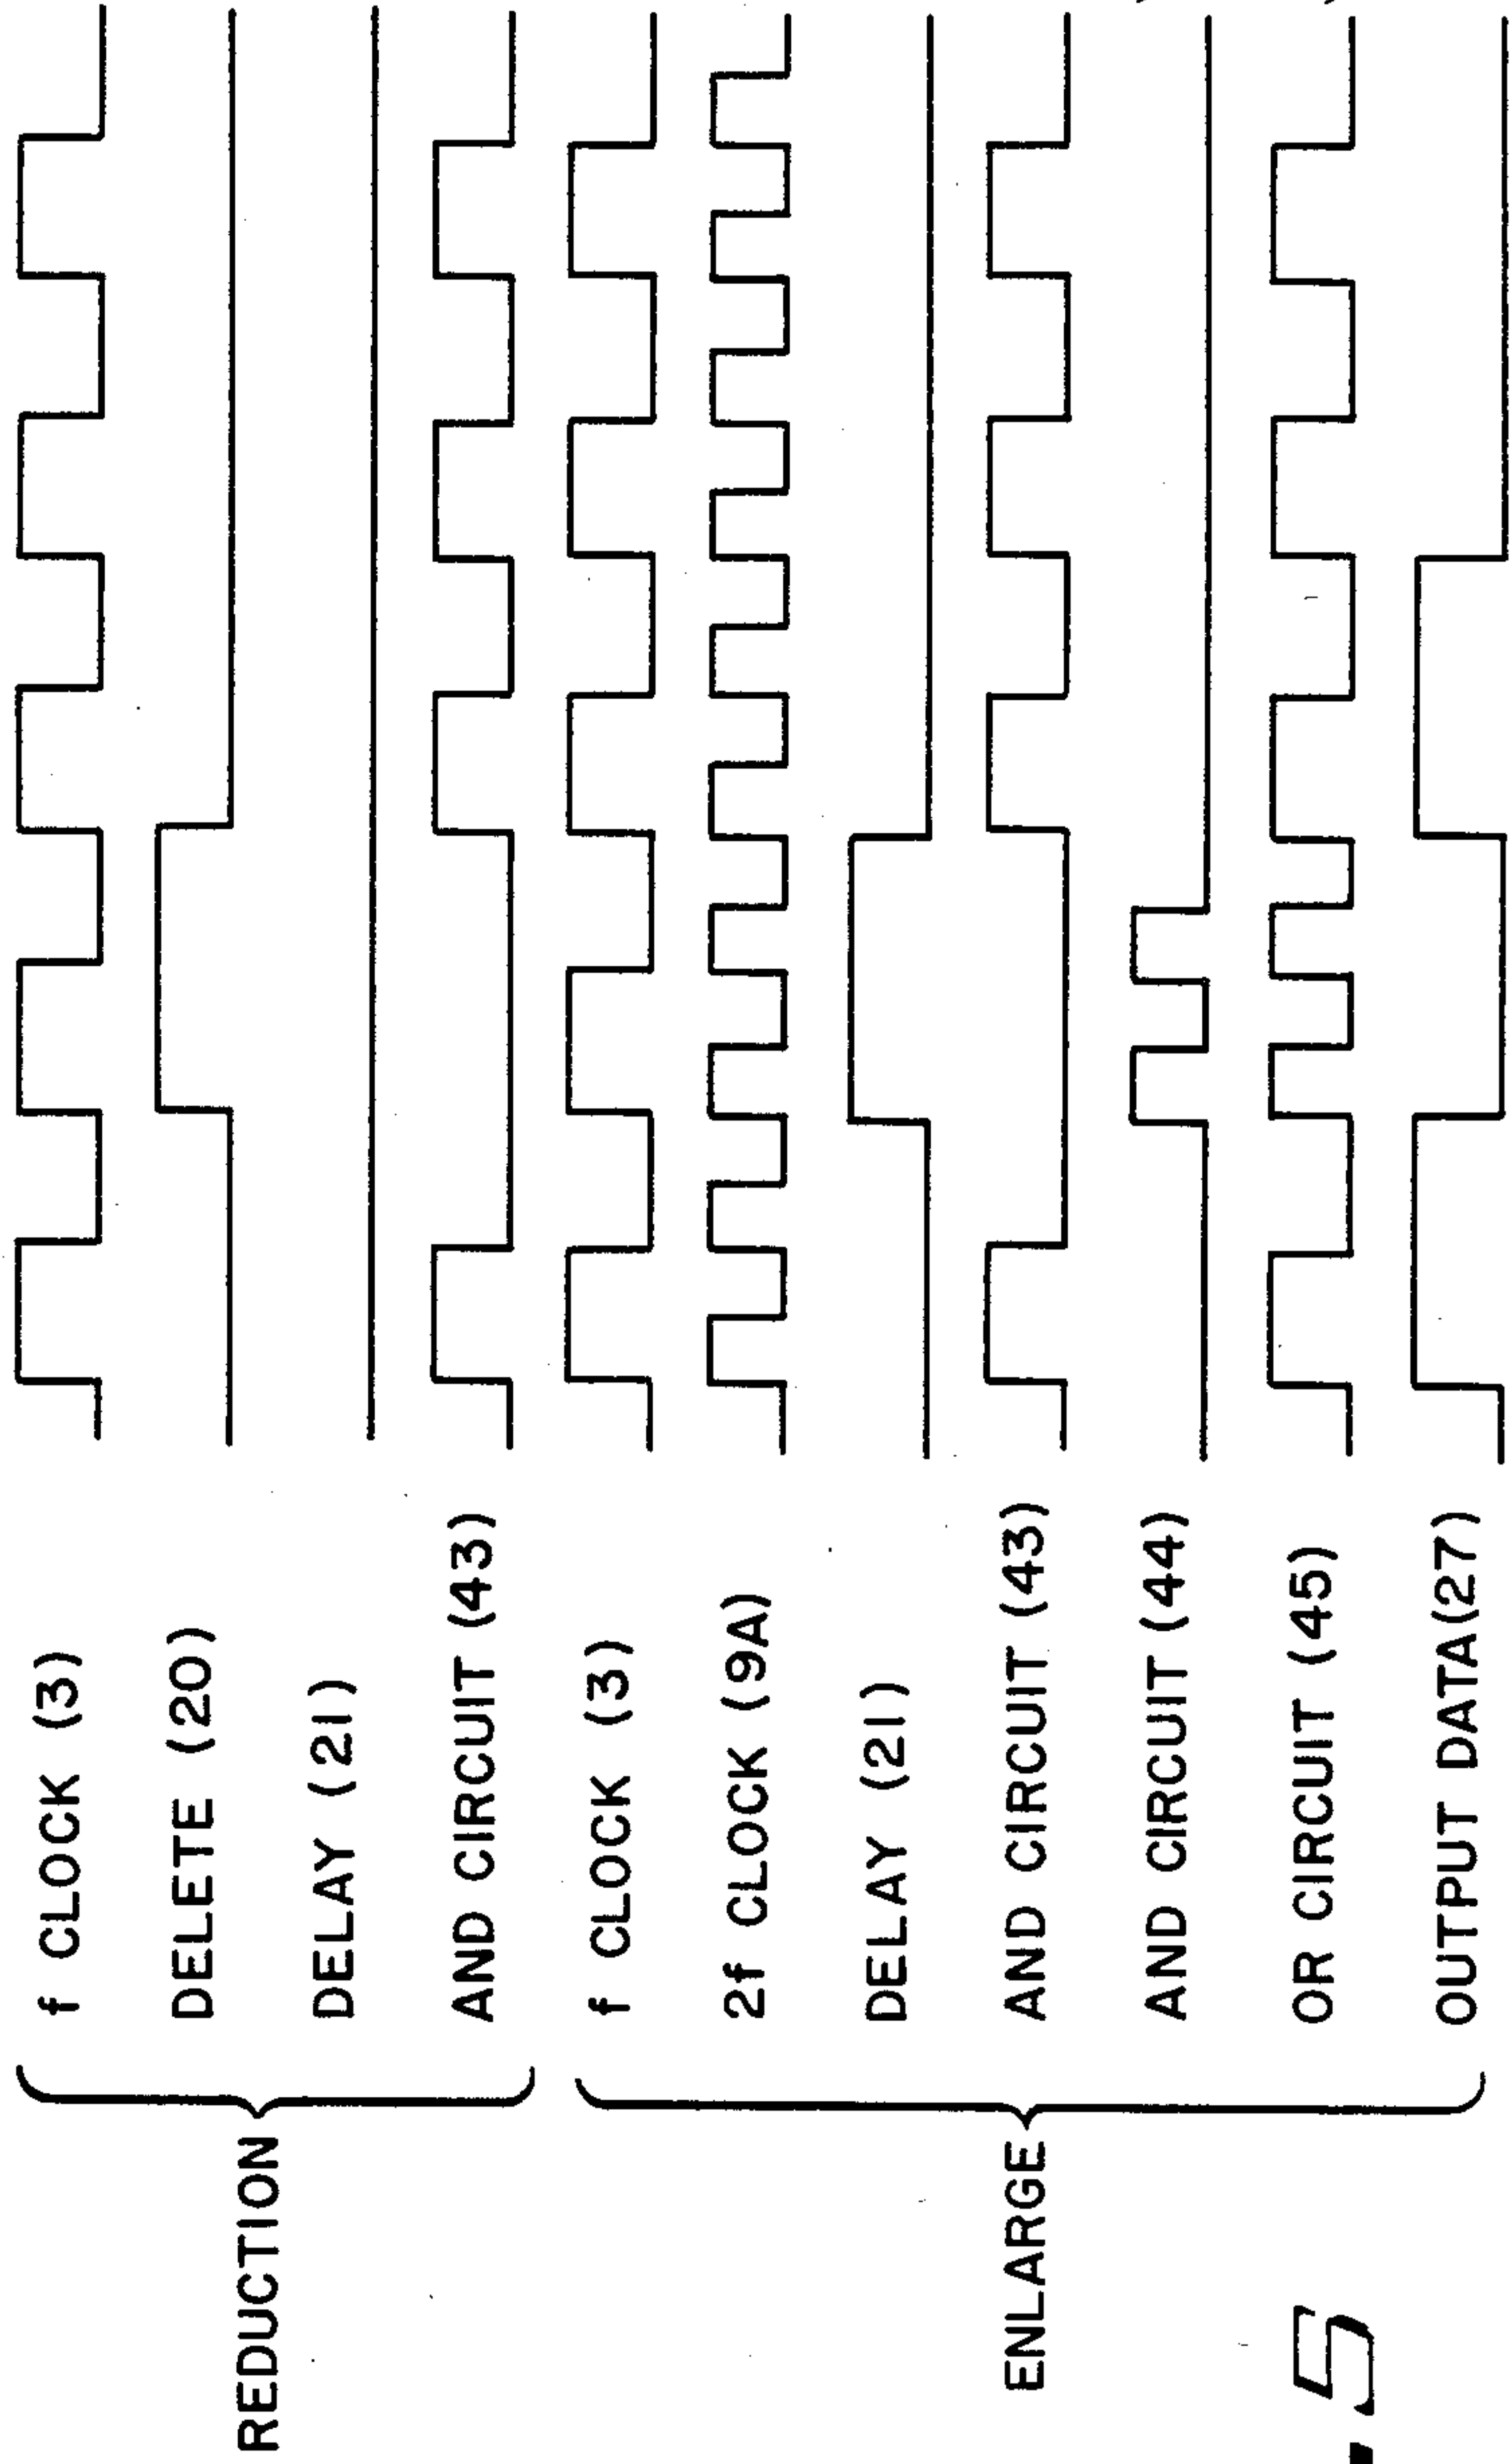 REDUCTION
f CLOCK (3)
DELETE (20)
DELAY (21)
AND CIRCUIT (43)
ENLARGE
f CLOCK (3)
2f CLOCK (9A)
DELAY (21)
AND CIRCUIT (43)
AND CIRCUIT (44)
OR CIRCUIT (45)
OUTPUT DATA(27)
5